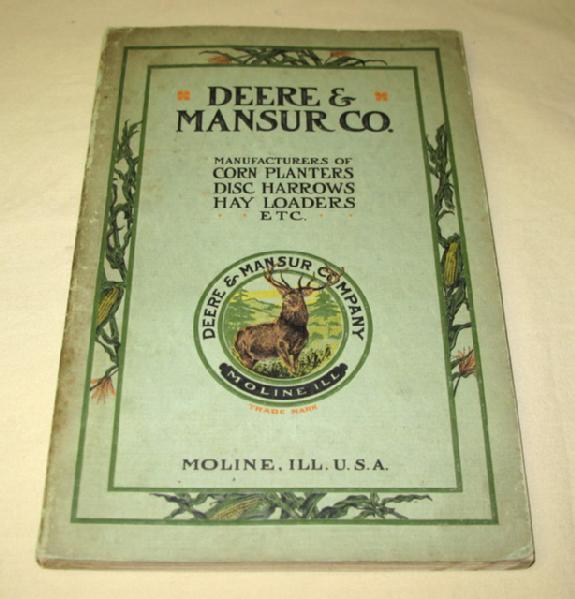 DEERE &
MANSUR CO.
MANUFACTURERS OF
CORN PLANTERS
DISC HARROWS
HAY LOADERS
ETC.
DEERE & MANSUR COMPANY
MOLINE ILL.
TRADE MARK
MOLINE, ILL. U.S.A.